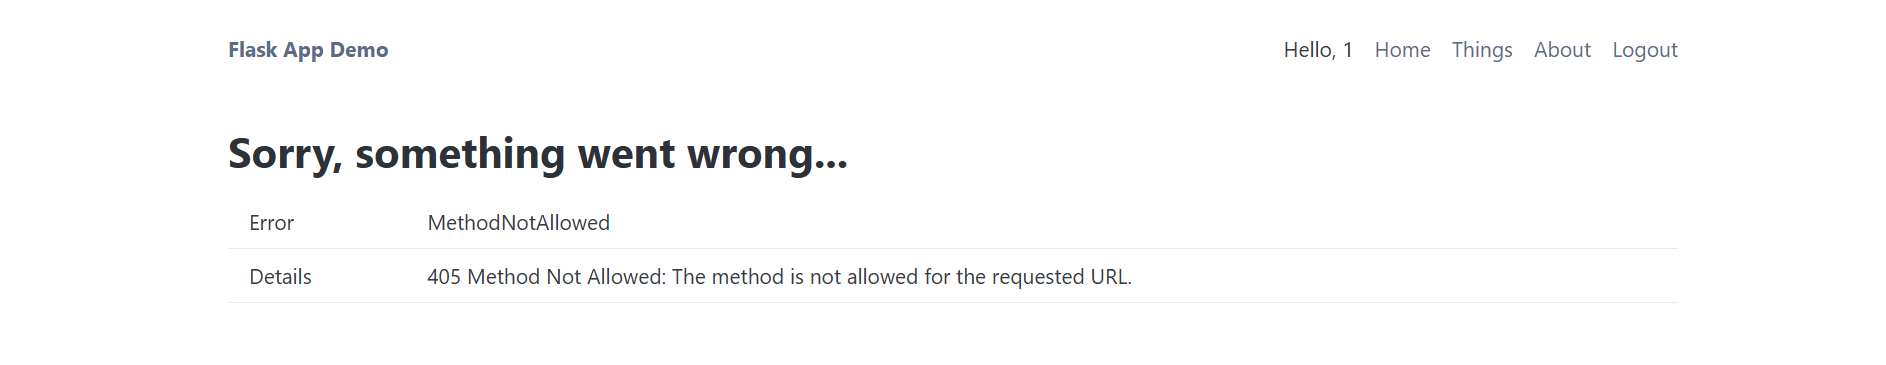 Flask App Demo Hello, 1 Home Things About Logout
Sorry, something went wrong...
Error MethodNotAllowed
Details 405 Method Not Allowed: The method is not allowed for the requested URL.